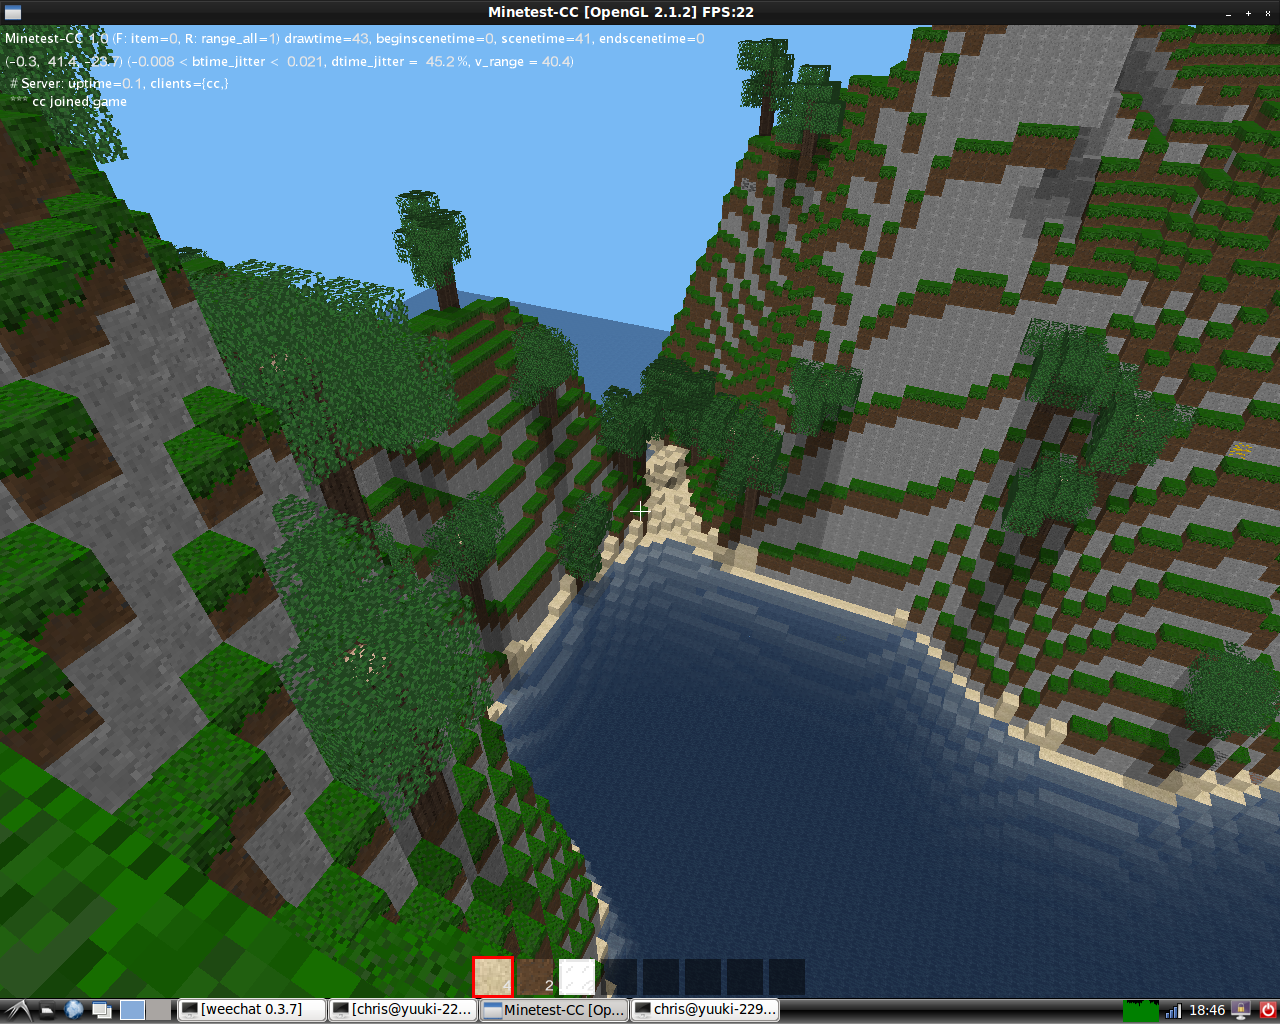 Minetest-CC [OpenGL 2.1.2] FPS:22
Minetest-CC 1.0 (F: item=0, R: range_all=1) drawtime=43, beginscenetime=0, scenetime=41, endscenetime=0
(-0.3, 41.4, -23.7) (-0.008 < btime_jitter < 0.021, dtime_jitter = 45.2 %, v_range = 40.4)
# Server: uptime=0.1, clients={cc,}
*** cc joined game
2
[weechat 0.3.7] [chris@yuuki-22... Minetest-CC [Op... chris@yuuki-229... 18:46